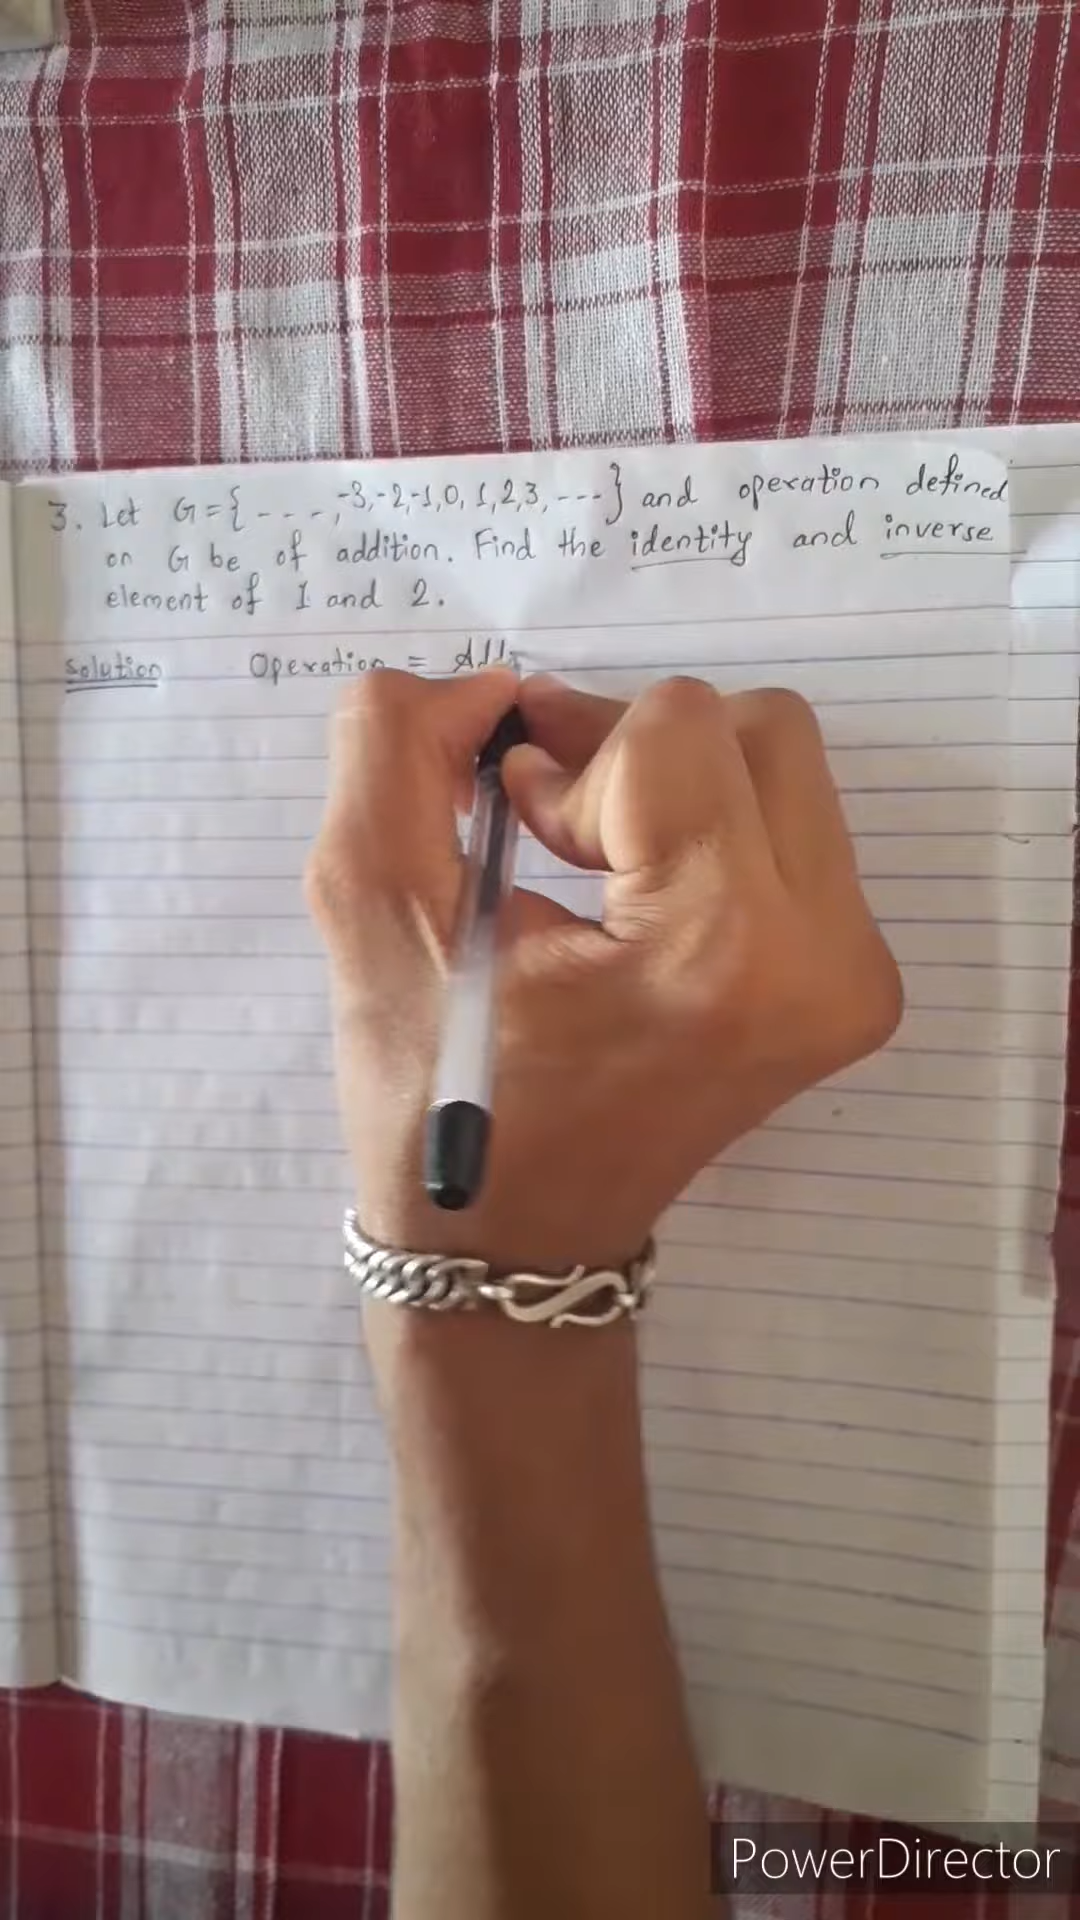 3. Let G = { - - - , -3, -2, -1, 0, 1, 2, 3, - - - } and operation defined
on G be of addition. Find the identity and inverse
element of 1 and 2.
Solution Operation =
PowerDirector